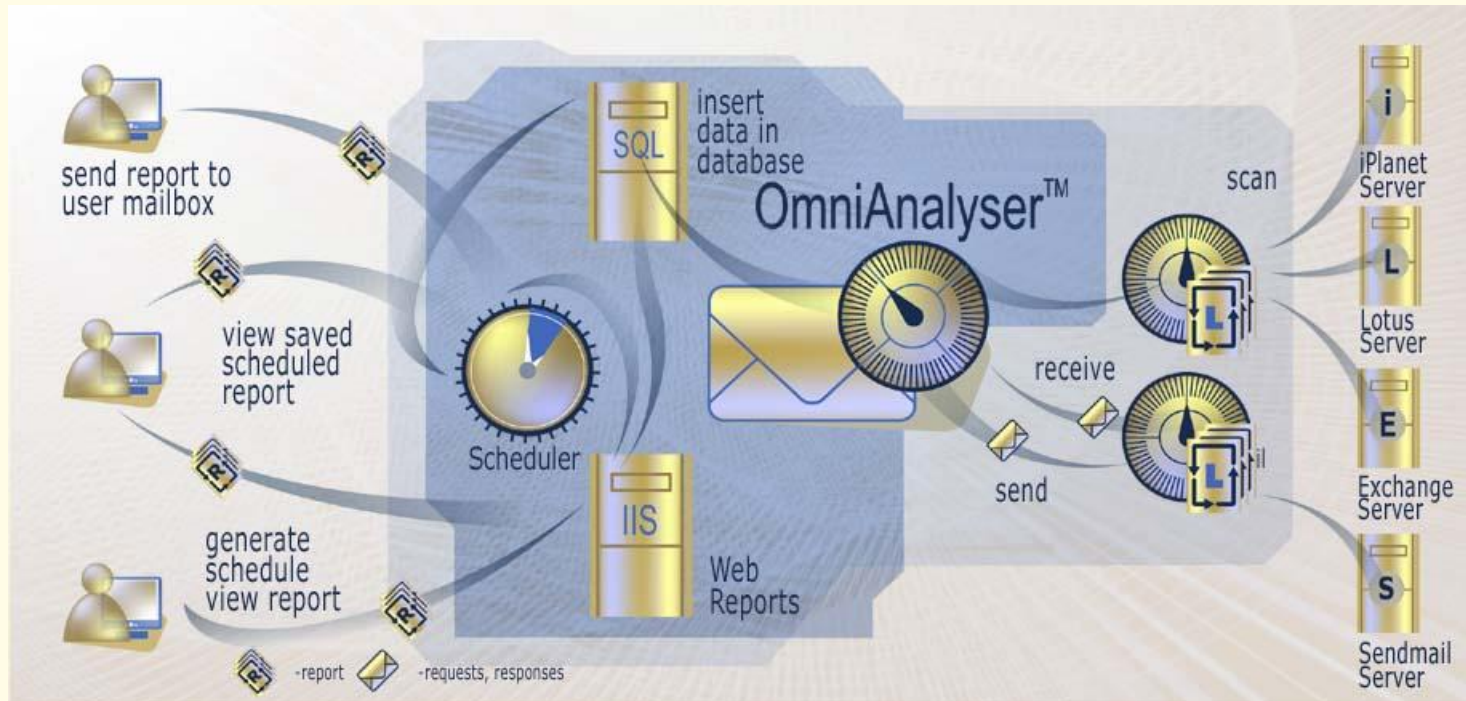 send report to
user mailbox
view saved
scheduled
report
generate
schedule
view report
R
R
R
R
R
-report
-requests, responses
SQL
insert
data in
database
OmniAnalyser™
Scheduler
IIS
Web
Reports
scan
receive
send
L
L
il
i
iPlanet
Server
L
Lotus
Server
E
Exchange
Server
S
Sendmail
Server